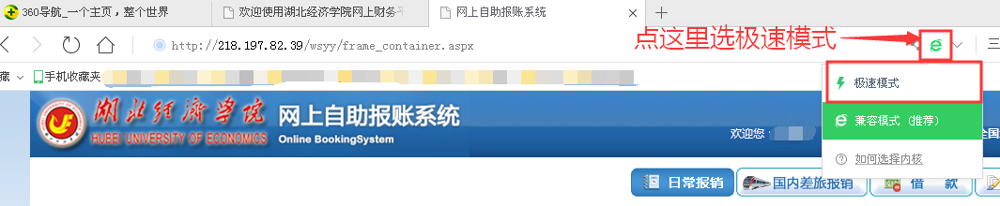 360导航_一个主页，整个世界
欢迎使用湖北经济学院网上财务
网上自助报账系统
http://218.197.82.39/wsyy/frame_container.aspx
点这里选极速模式
藏
手机收藏夹
极速模式
湖北经济学院
HUBEI UNIVERSITY OF ECONOMICS
网上自助报账系统
Online BookingSystem
欢迎您
兼容模式（推荐）
全国
如何选择内核
日常报销
国内差旅报销
借 款